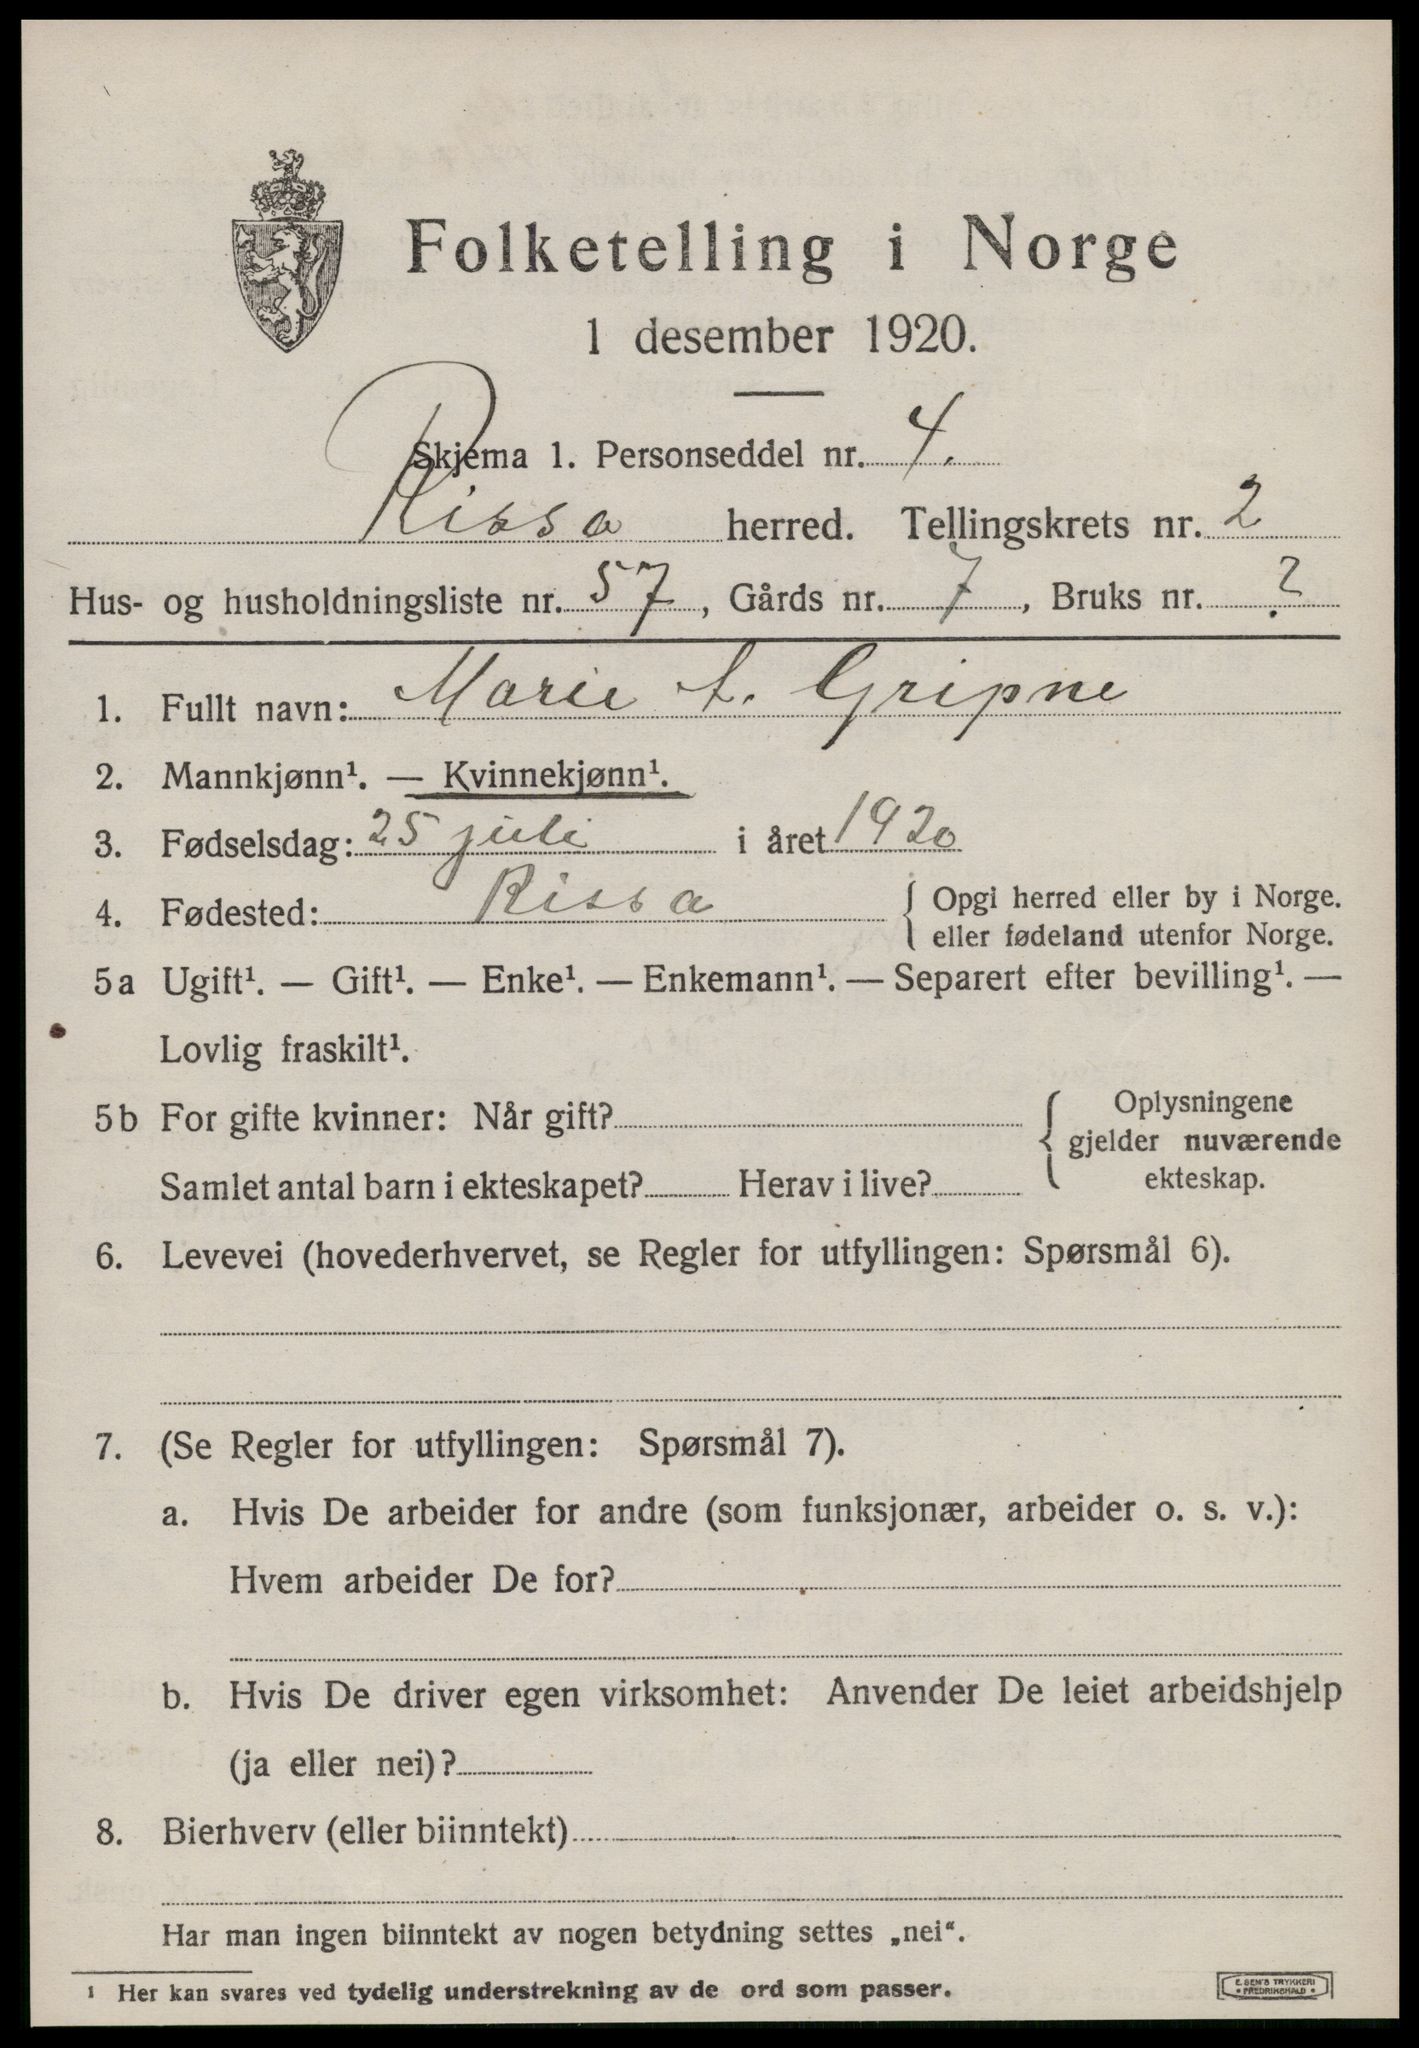 Folketelling i Norge
1 desember 1920.
Skjema 1. Personseddel nr. 4.
Rissa herred. Tellingskrets nr. 2
Hus- og husholdningsliste nr. 57, Gårds nr. 7, Bruks nr. ?
1. Fullt navn: Marie A. Gripne
2. Mannkjønn¹. — Kvinnekjønn¹.
3. Fødselsdag: 25 juli i året 1920
4. Fødested: Rissa { Opgi herred eller by i Norge.
eller fødeland utenfor Norge.
5a Ugift¹. — Gift¹. — Enke¹. — Enkemann¹. — Separert efter bevilling¹. —
Lovlig fraskilt¹.
5b For gifte kvinner: Når gift?
Samlet antal barn i ekteskapet? Herav i live?
{ Oplysningene
gjelder nuværende
ekteskap.
6. Levevei (hovederhvervet, se Regler for utfyllingen: Spørsmål 6).
7. (Se Regler for utfyllingen: Spørsmål 7).
a. Hvis De arbeider for andre (som funksjonær, arbeider o. s. v.):
Hvem arbeider De for?
b. Hvis De driver egen virksomhet: Anvender De leiet arbeidshjelp
(ja eller nei)?
8. Bierhverv (eller biinntekt)
Har man ingen biinntekt av nogen betydning settes „nei“.
¹ Her kan svares ved tydelig understrekning av de ord som passer.
E. SEM'S TRYKKERI
• FREDRIKSHALD •